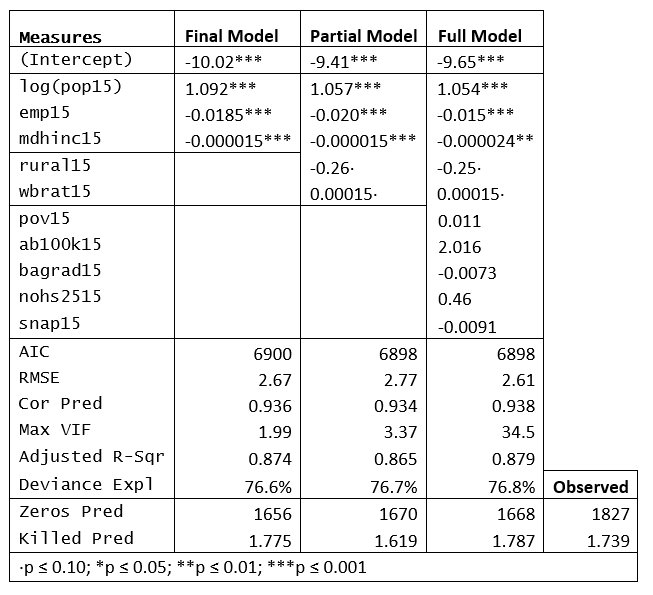 Measures Final Model Partial Model Full Model
(Intercept) -10.02*** -9.41*** -9.65***
log(pop15) 1.092*** 1.057*** 1.054***
emp15 -0.0185*** -0.020*** -0.015***
mdhinc15 -0.000015*** -0.000015*** -0.000024**
rural15 -0.26· -0.25·
wbrat15 0.00015· 0.00015·
pov15 0.011
ab100k15 2.016
bagrad15 -0.0073
nohs2515 0.46
snap15 -0.0091
AIC 6900 6898 6898
RMSE 2.67 2.77 2.61
Cor Pred 0.936 0.934 0.938
Max VIF 1.99 3.37 34.5
Adjusted R-Sqr 0.874 0.865 0.879
Deviance Expl 76.6% 76.7% 76.8% Observed
Zeros Pred 1656 1670 1668 1827
Killed Pred 1.775 1.619 1.787 1.739
·p ≤ 0.10; *p ≤ 0.05; **p ≤ 0.01; ***p ≤ 0.001